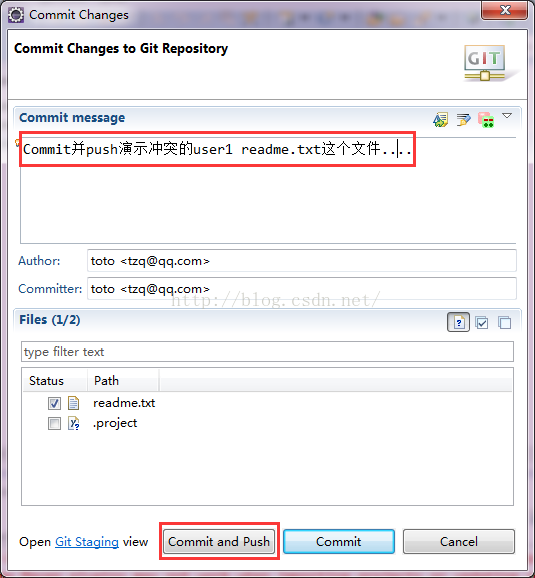 Commit Changes
Commit Changes to Git Repository
GIT
Commit message
Commit并push演示冲突的user1 readme.txt这个文件....
Author: toto <tzq@qq.com>
Committer: toto <tzq@qq.com>
http://blog.csdn.net/
Files (1/2)
type filter text
Status Path
readme.txt
.project
Open Git Staging view Commit and Push Commit Cancel